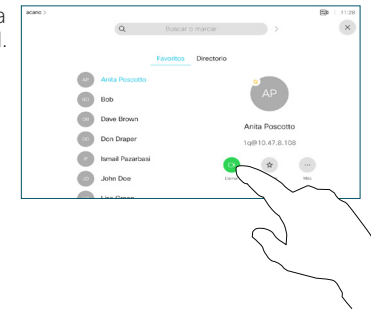 a
l.
acano >
11:28
Buscar o marcar
Favoritos Directorio
AP Anita Poscotto
Bob
Dave Brown
Don Draper
Ismail Pazarbasi
John Doe
AP
Anita Poscotto
1q@10.47.8.108
Más